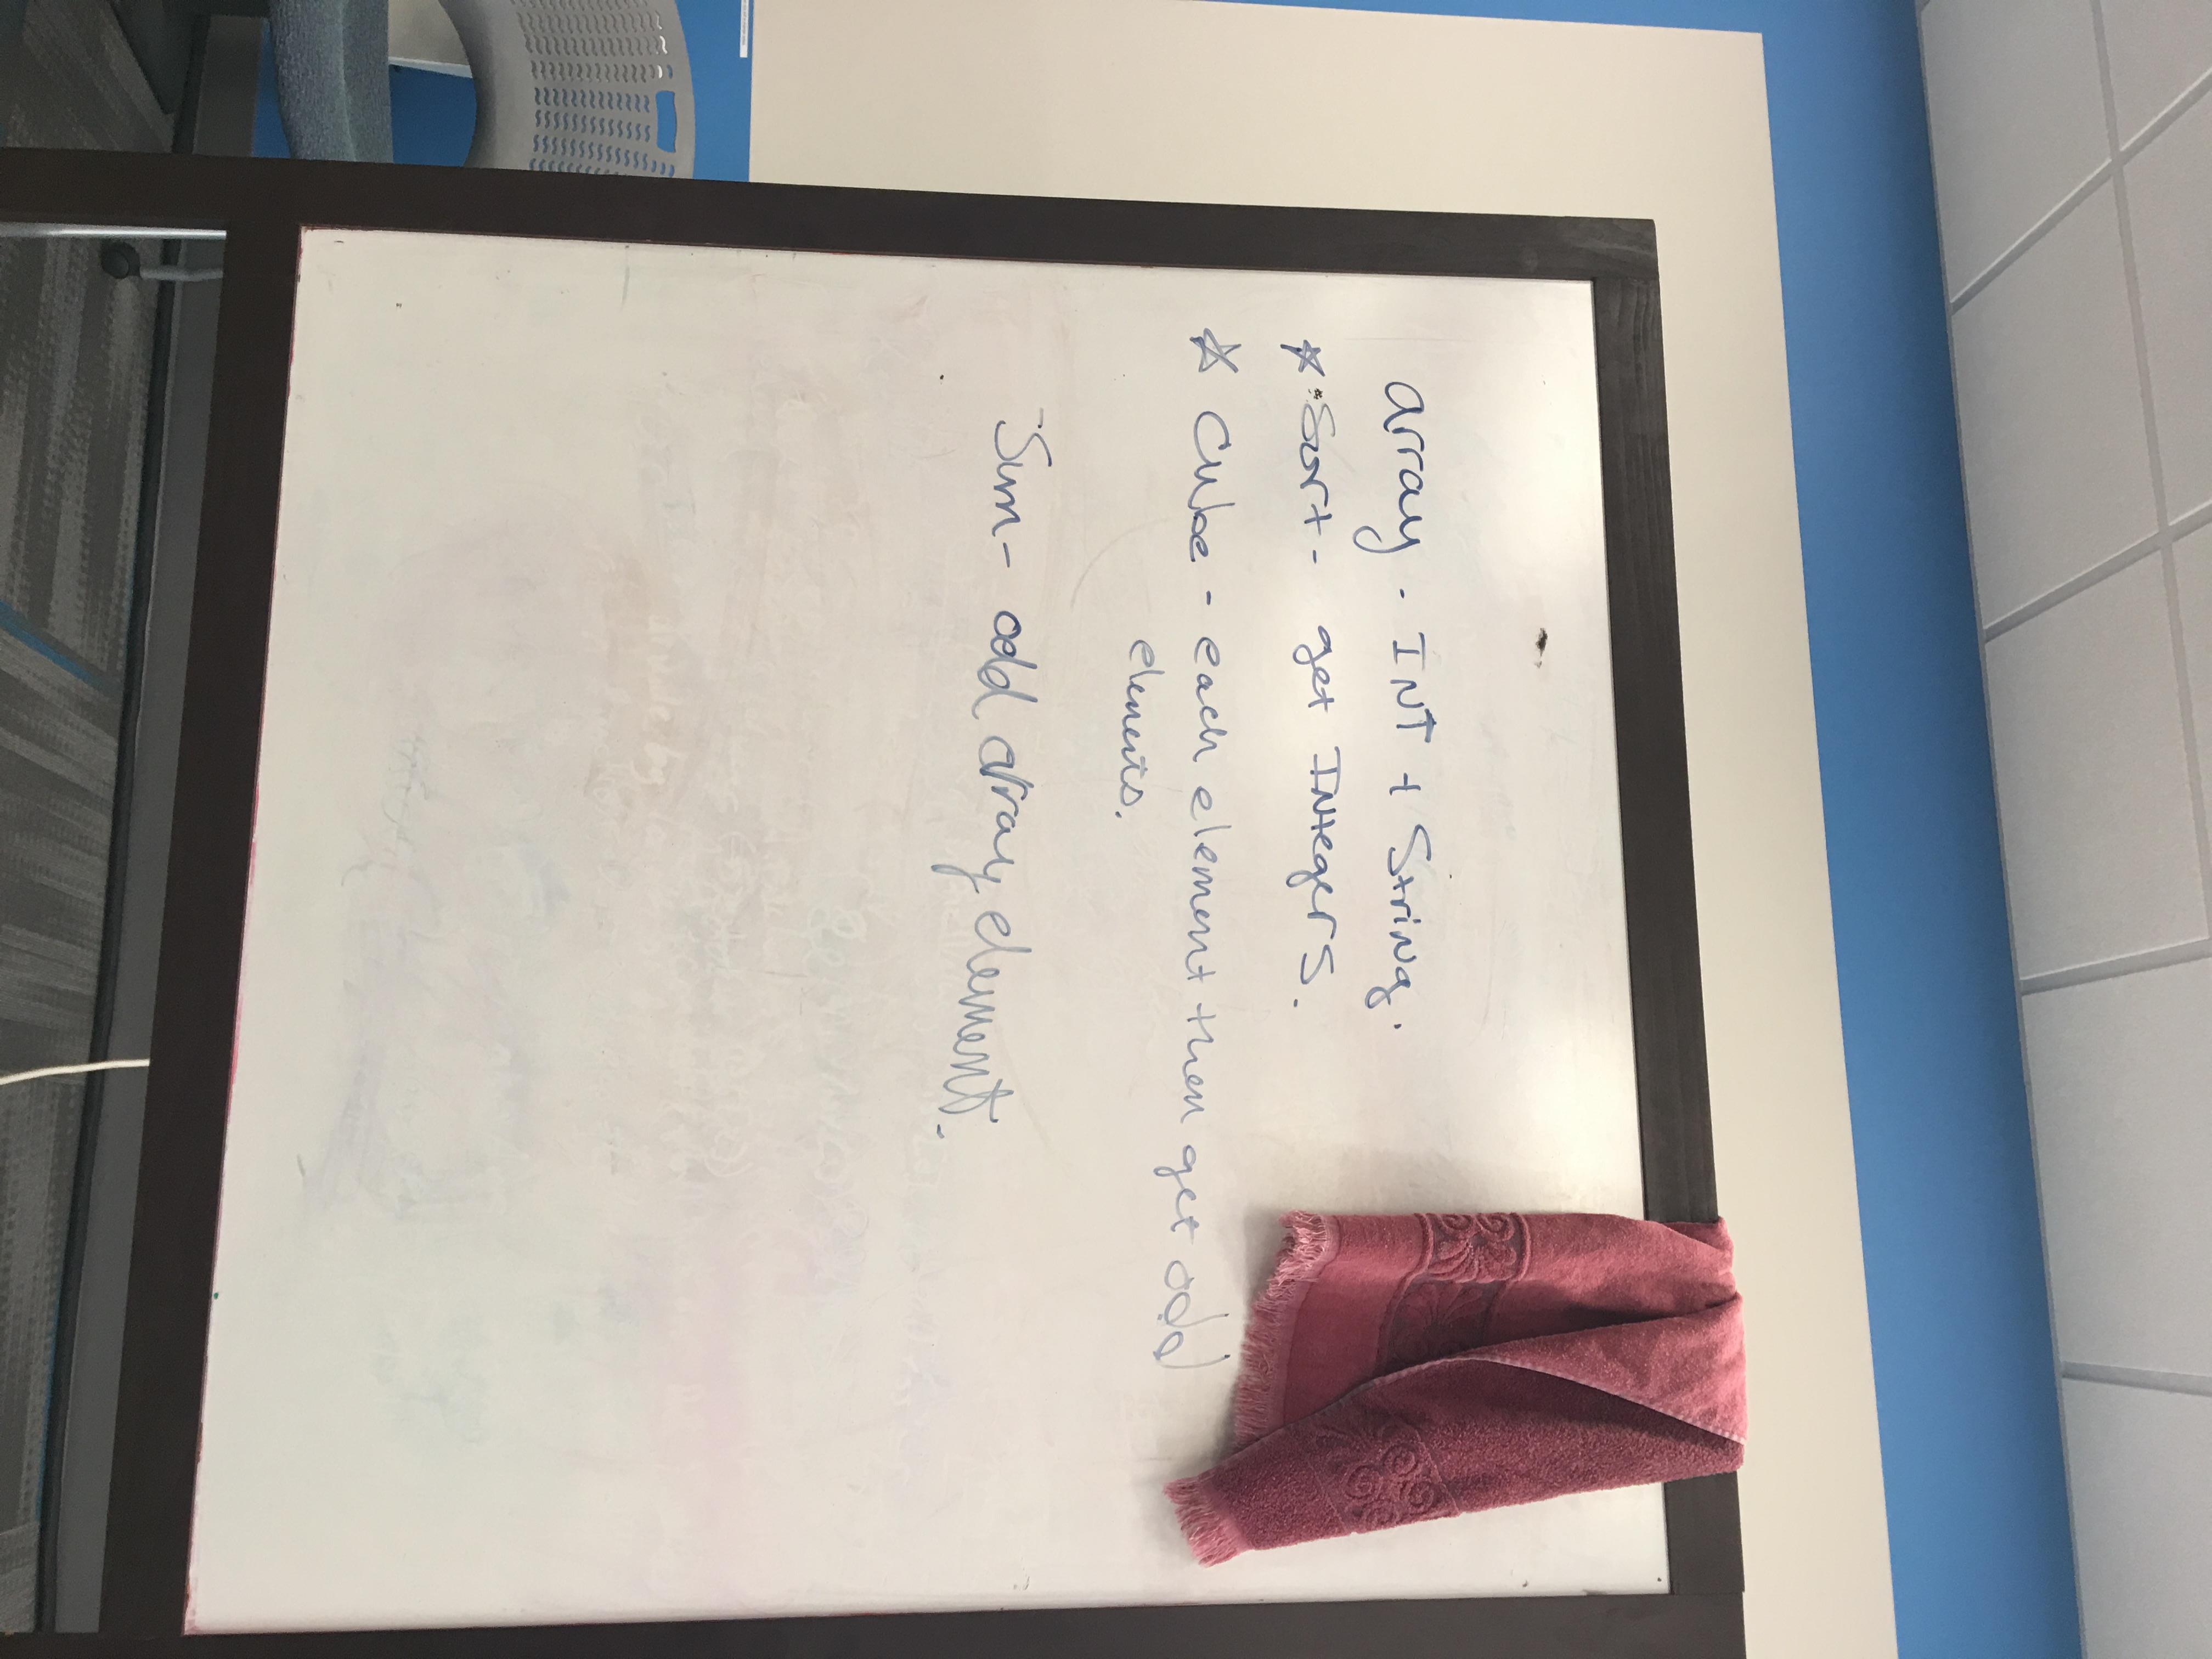 array - INT + String.
☆ Sort - get INtegers.
☆ Cube - each element then get odd
elements.
Sum - odd array element.